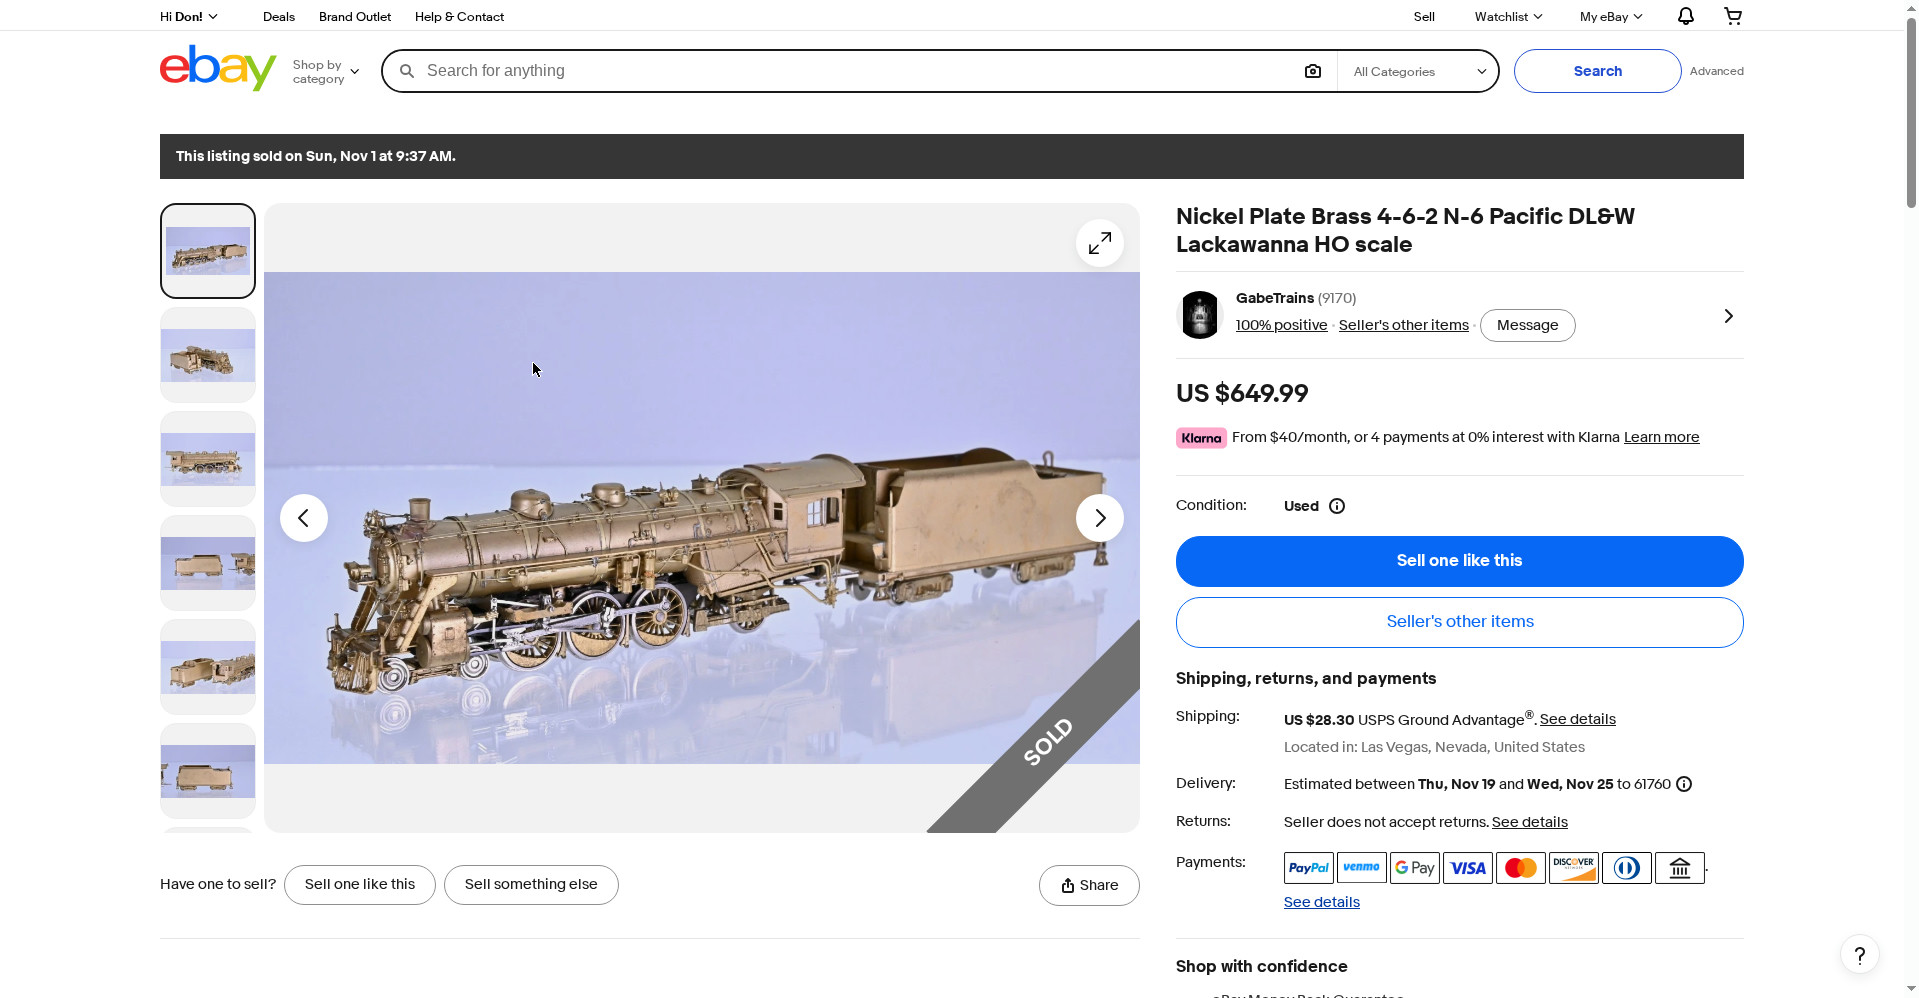 Hi Don!
Deals
Brand Outlet
Help & Contact
Sell
Watchlist
My eBay
ebay
Shop by
category
Search for anything
All Categories
Search
Advanced
This listing sold on Sun, Nov 1 at 9:37 AM.
SOLD
Have one to sell?
Sell one like this
Sell something else
Share
Nickel Plate Brass 4-6-2 N-6 Pacific DL&W
Lackawanna HO scale
GabeTrains (9170)
100% positive · Seller's other items · Message
US $649.99
Klarna From $40/month, or 4 payments at 0% interest with Klarna Learn more
Condition: Used
Sell one like this
Seller's other items
Shipping, returns, and payments
Shipping: US $28.30 USPS Ground Advantage®. See details
Located in: Las Vegas, Nevada, United States
Delivery: Estimated between Thu, Nov 19 and Wed, Nov 25 to 61760
Returns: Seller does not accept returns. See details
Payments: PayPal venmo G Pay VISA DISCOVER .
See details
Shop with confidence
eBay Money Back Guarantee
?